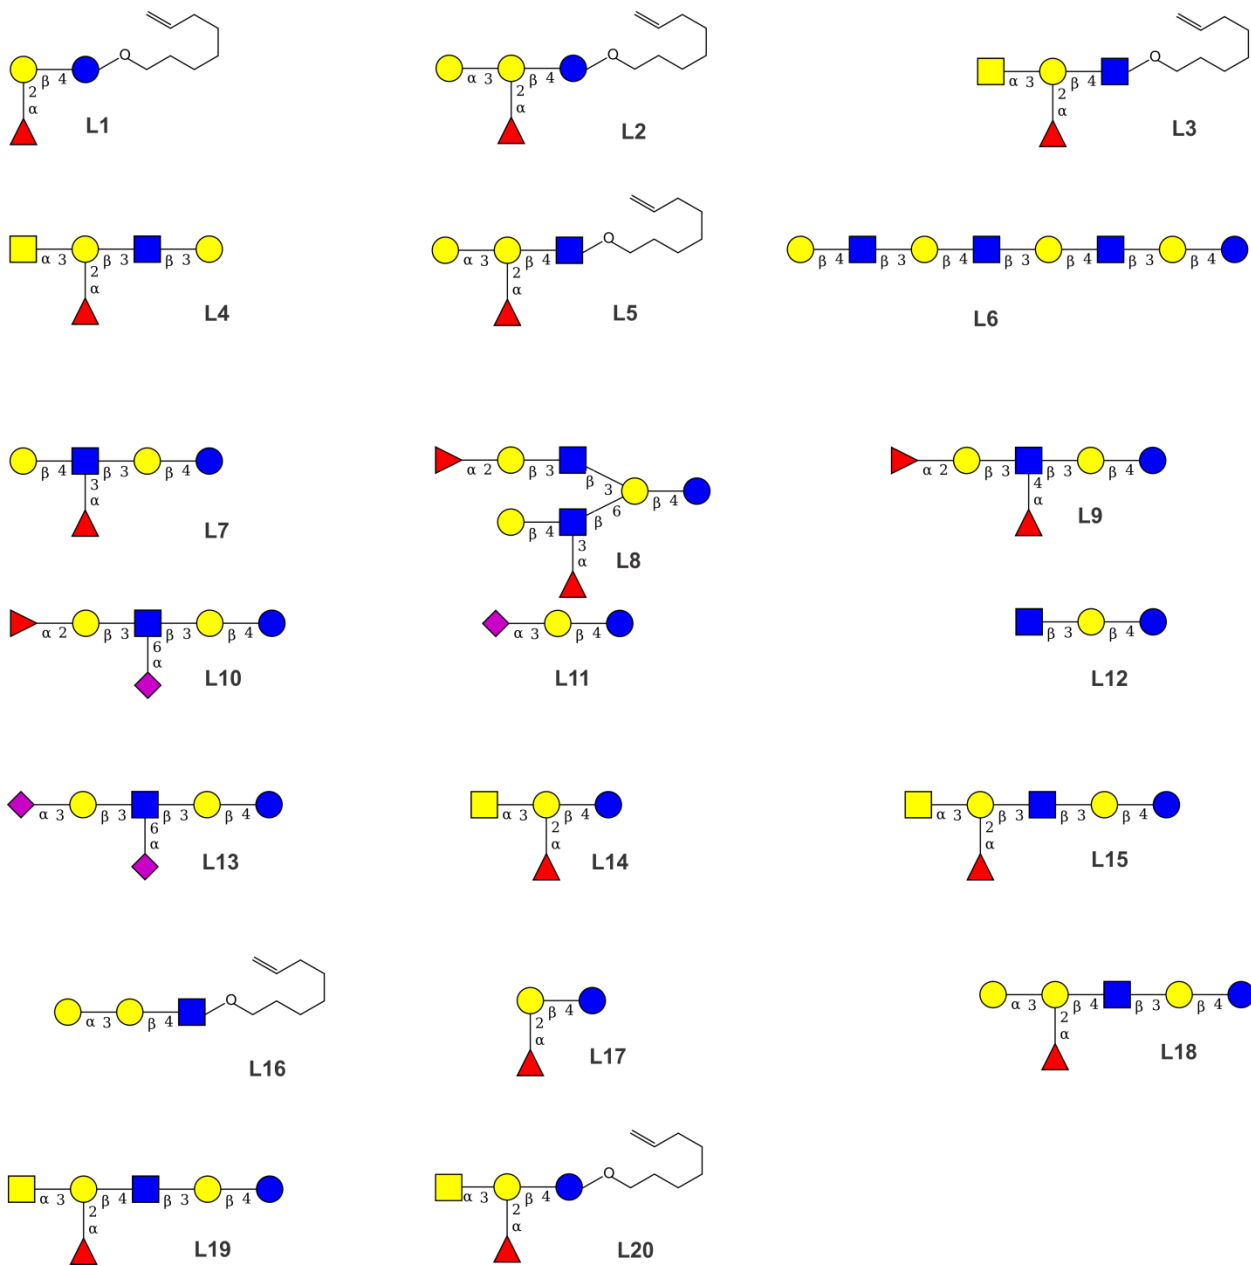 O
β 4
2
α
L1
O
α 3 β 4
2
α
L2
O
α 3 β 4
2
α
L3
α 3 β 3 β 3
2
α
L4
O
α 3 β 4
2
α
L5
β 4 β 3 β 4 β 3 β 4 β 3 β 4
L6
β 4 β 3 β 4
3
α
L7
α 2 β 3 β 3
β 4 β 6 β 4
3
α
L8
α 2 β 3 β 3 β 4
4
α
L9
α 2 β 3 β 3 β 4
6
α
L10
α 3 β 4
L11
β 3 β 4
L12
α 3 β 3 β 3 β 4
6
α
L13
α 3 β 4
2
α
L14
α 3 β 3 β 3 β 4
2
α
L15
O
α 3 β 4
L16
β 4
2
α
L17
α 3 β 4 β 3 β 4
2
α
L18
α 3 β 4 β 3 β 4
2
α
L19
O
α 3 β 4
2
α
L20